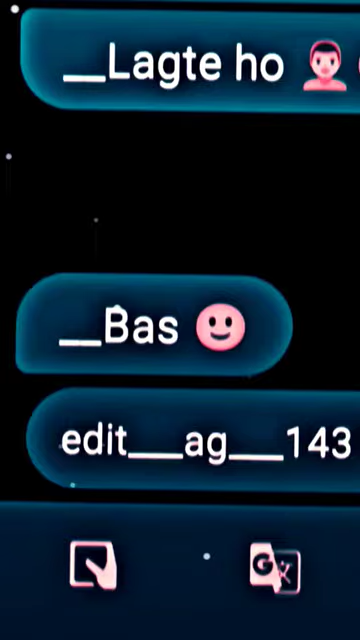 __Lagte ho 👨
__Bas 🙂
edit___ag___143